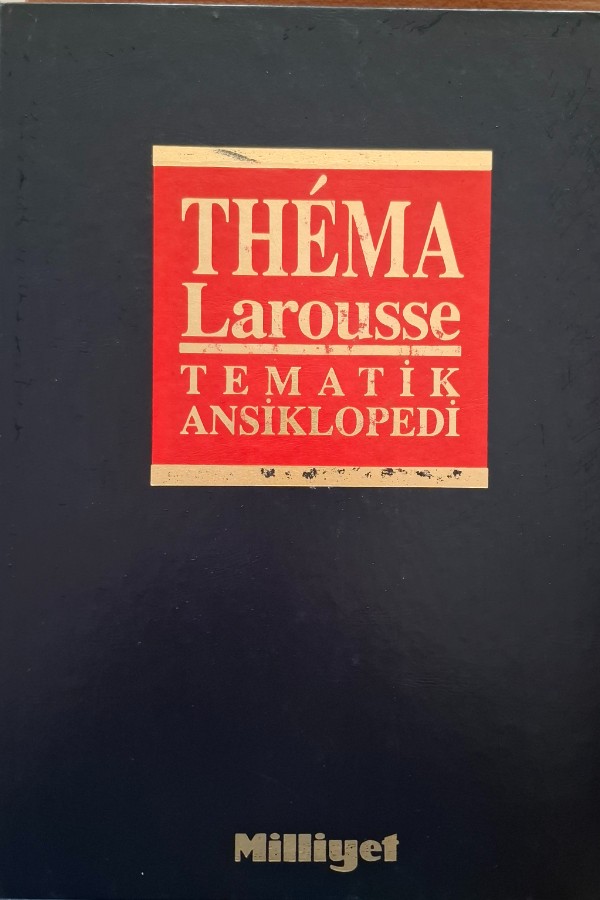 THÉMA
Larousse
TEMATİK
ANSİKLOPEDİ
Milliyet